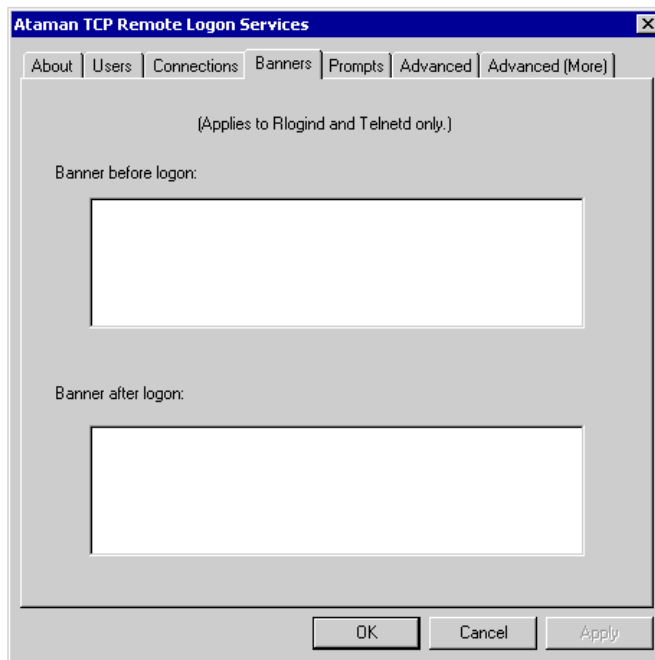 Ataman TCP Remote Logon Services
About Users Connections Banners Prompts Advanced Advanced (More)
(Applies to Rlogind and Telnetd only.)
Banner before logon:
Banner after logon:
OK Cancel Apply